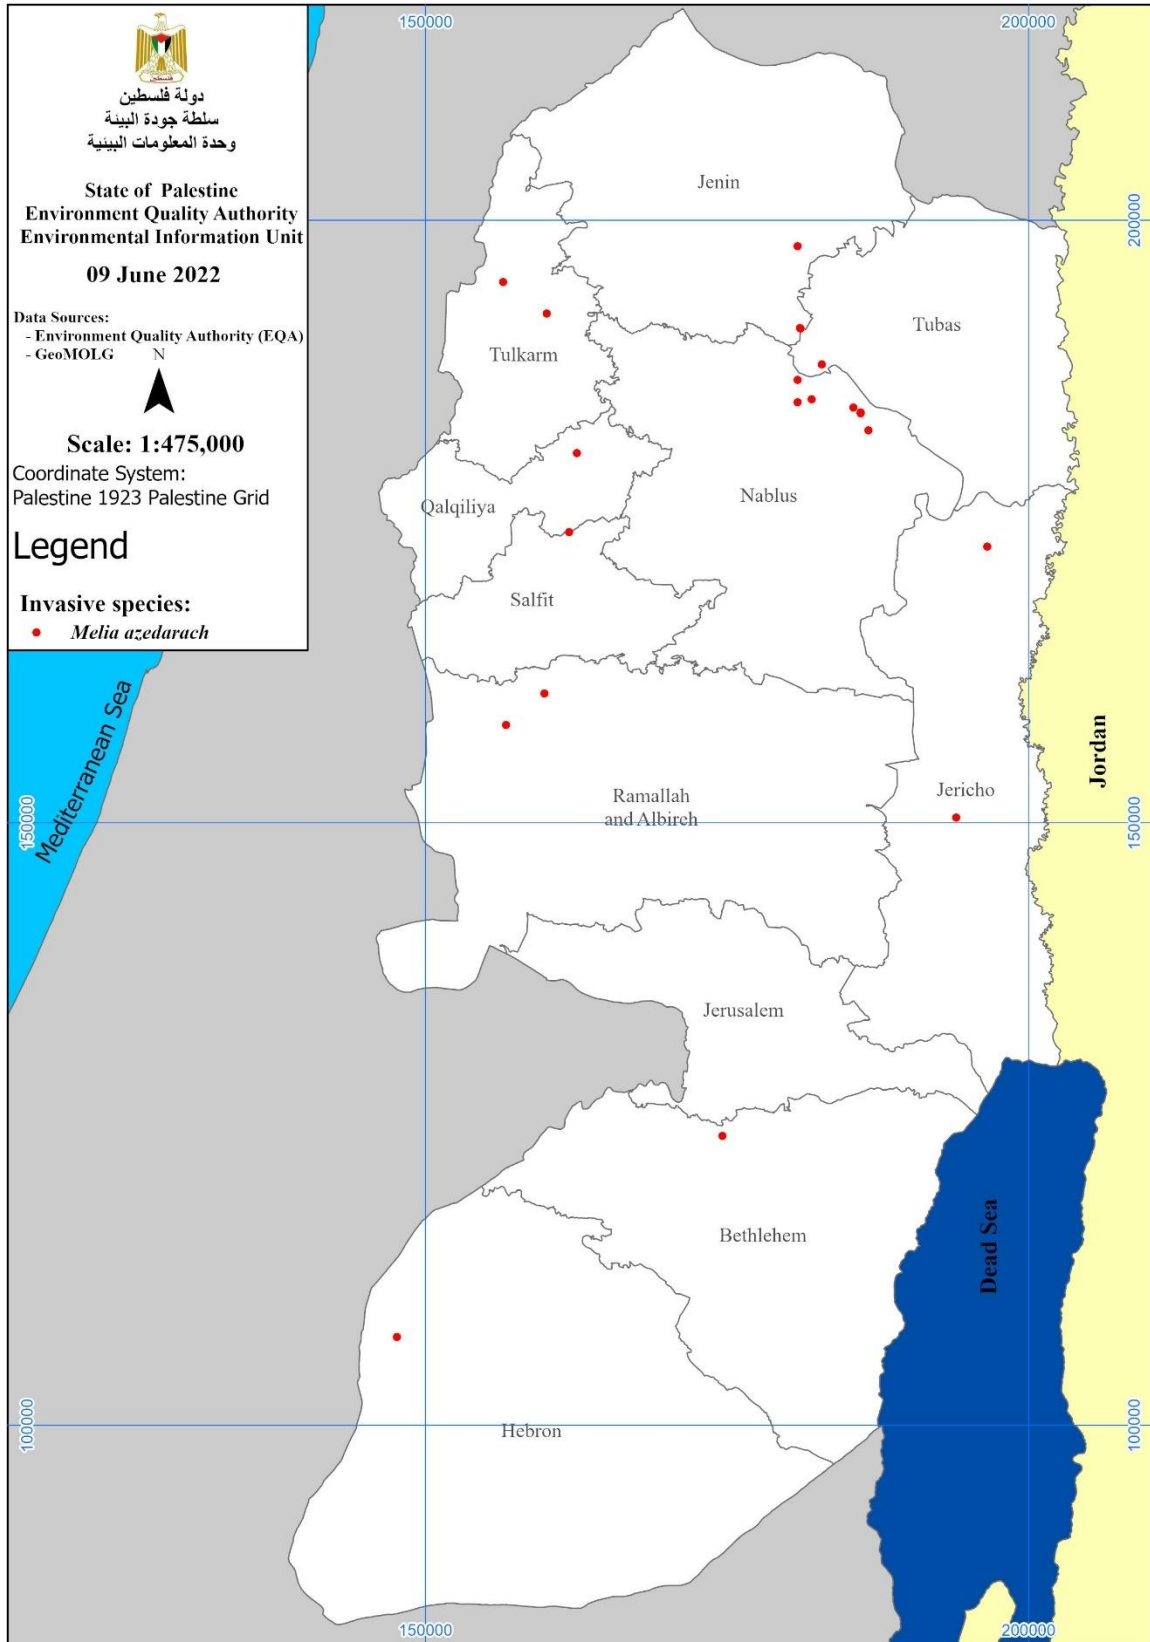 فلسطين
دولة فلسطين
سلطة جودة البيئة
وحدة المعلومات البيئية
State of Palestine
Environment Quality Authority
Environmental Information Unit
09 June 2022
Data Sources:
- Environment Quality Authority (EQA)
- GeoMOLG
N
Scale: 1:475,000
Coordinate System:
Palestine 1923 Palestine Grid
Legend
Invasive species:
Melia azedarach
150000
200000
Jenin
200000
Tubas
Tulkarm
Nablus
Qalqiliya
Salfit
Mediterranean Sea
Jordan
Jericho
Ramallah
and Albireh
150000
150000
Jerusalem
Bethlehem
Dead Sea
Hebron
100000
100000
150000
200000